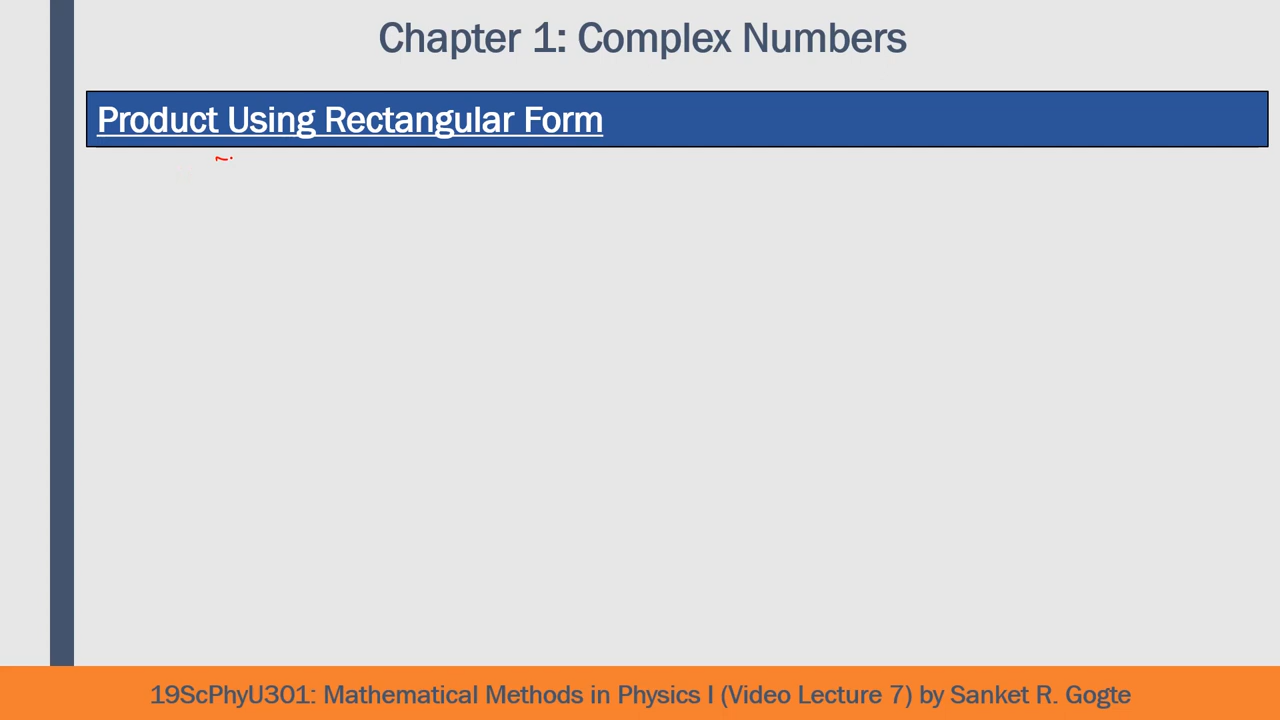 Chapter 1: Complex Numbers
Product Using Rectangular Form
19ScPhyU301: Mathematical Methods in Physics I (Video Lecture 7) by Sanket R. Gogte